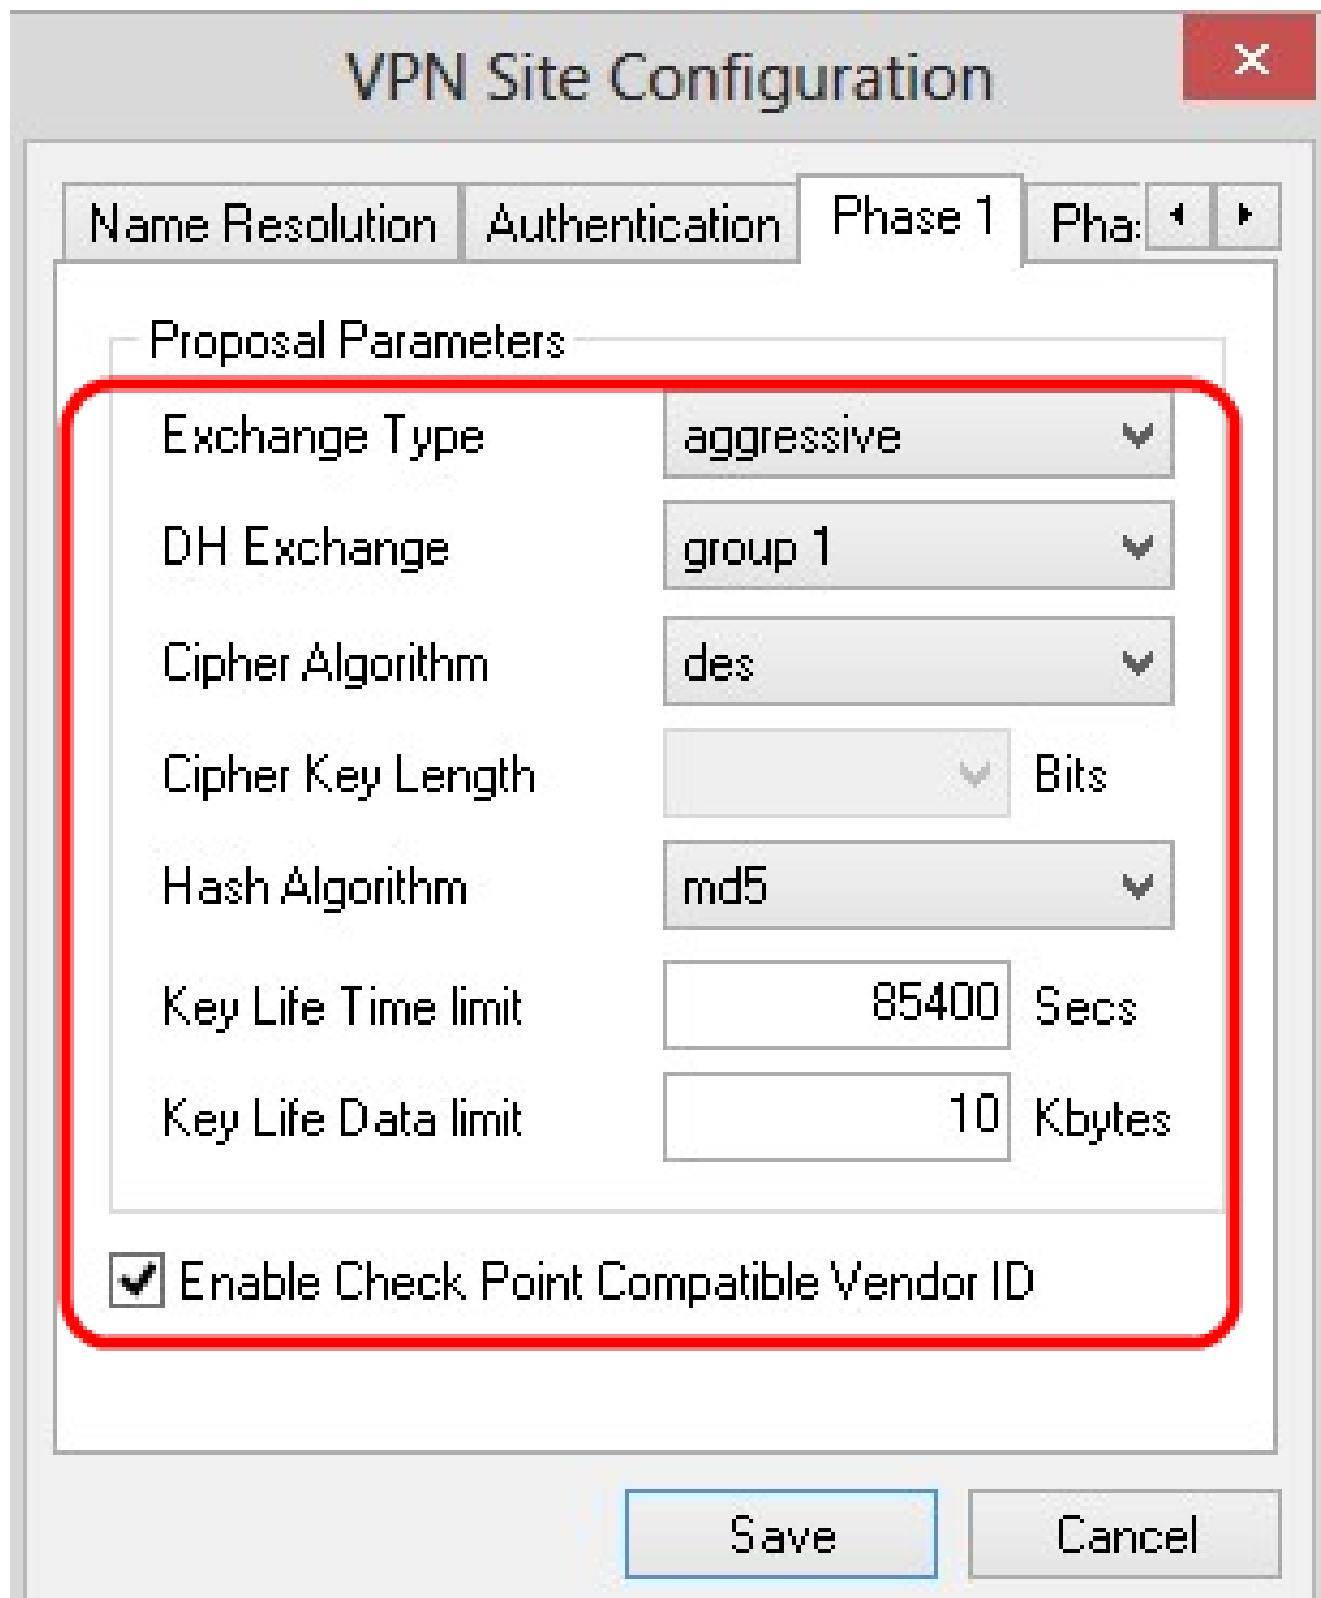 VPN Site Configuration
Name Resolution Authentication Phase 1 Phas
Proposal Parameters
Exchange Type aggressive
DH Exchange group 1
Cipher Algorithm des
Cipher Key Length Bits
Hash Algorithm md5
Key Life Time limit 85400 Secs
Key Life Data limit 10 Kbytes
Enable Check Point Compatible Vendor ID
Save Cancel